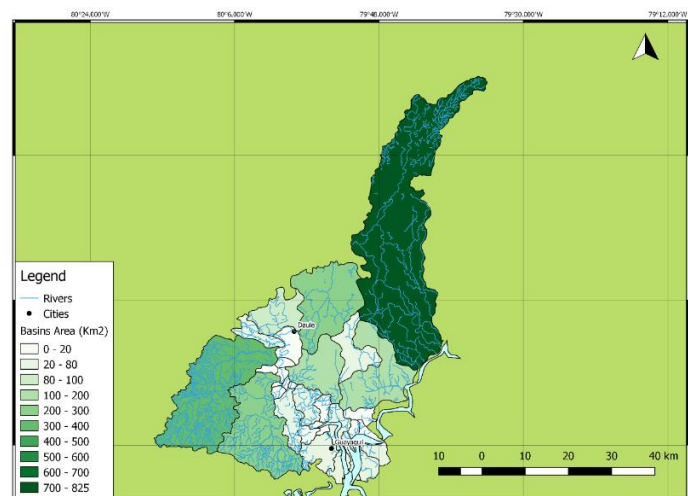 80°24.000'W 80°6.000'W 79°48.000'W 79°30.000'W 79°12.000'W
Daule
Guayaquil
Legend
Rivers
Cities
Basins Area (Km2)
0 - 20
20 - 80
80 - 100
100 - 200
200 - 300
300 - 400
400 - 500
500 - 600
600 - 700
700 - 825
10 0 10 20 30 40 km